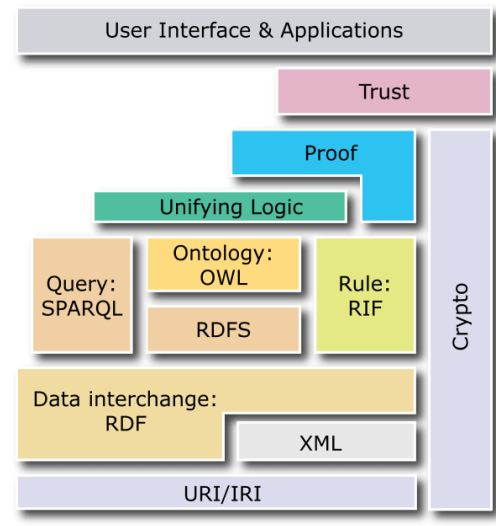 User Interface & Applications
Trust
Proof
Unifying Logic
Query:
SPARQL
Ontology:
OWL
Rule:
RIF
RDFS
Crypto
Data interchange:
RDF
XML
URI/IRI